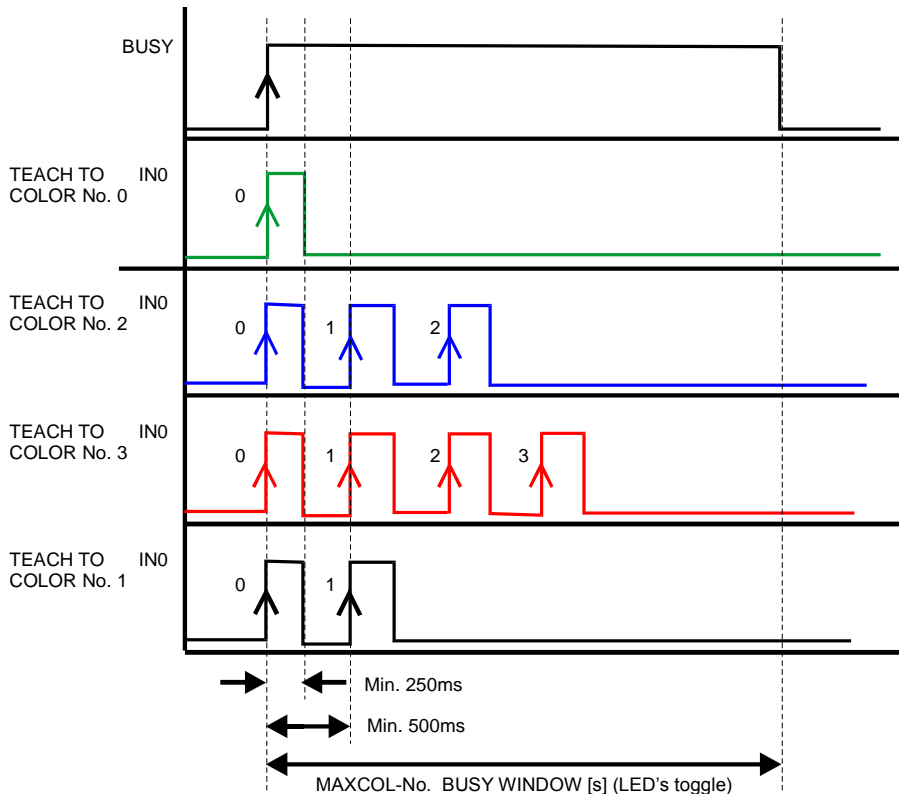 BUSY
TEACH TO IN0
COLOR No. 0 0
TEACH TO IN0
COLOR No. 2 0 1 2
TEACH TO IN0
COLOR No. 3 0 1 2 3
TEACH TO IN0
COLOR No. 1 0 1
Min. 250ms
Min. 500ms
MAXCOL-No. BUSY WINDOW [s] (LED's toggle)